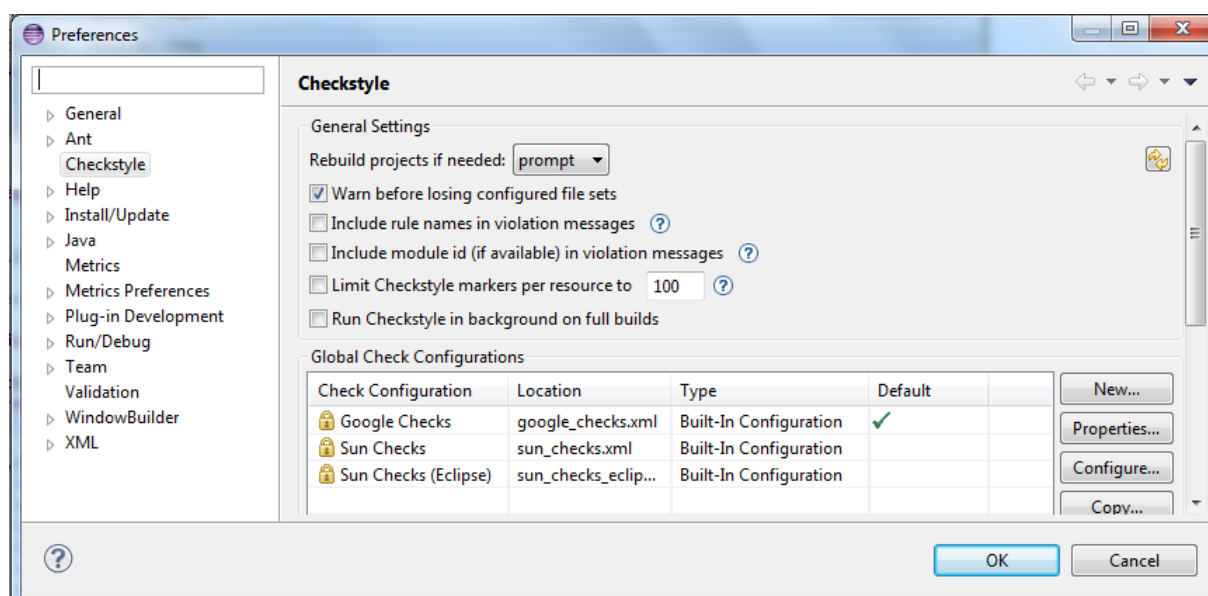 Preferences
Checkstyle
General
Ant
Checkstyle
Help
Install/Update
Java
Metrics
Metrics Preferences
Plug-in Development
Run/Debug
Team
Validation
WindowBuilder
XML
General Settings
Rebuild projects if needed: prompt
Warn before losing configured file sets
Include rule names in violation messages ?
Include module id (if available) in violation messages ?
Limit Checkstyle markers per resource to 100 ?
Run Checkstyle in background on full builds
Global Check Configurations
Check Configuration Location Type Default
Google Checks google_checks.xml Built-In Configuration
Sun Checks sun_checks.xml Built-In Configuration
Sun Checks (Eclipse) sun_checks_eclip... Built-In Configuration
New...
Properties...
Configure...
Copy...
?
OK Cancel